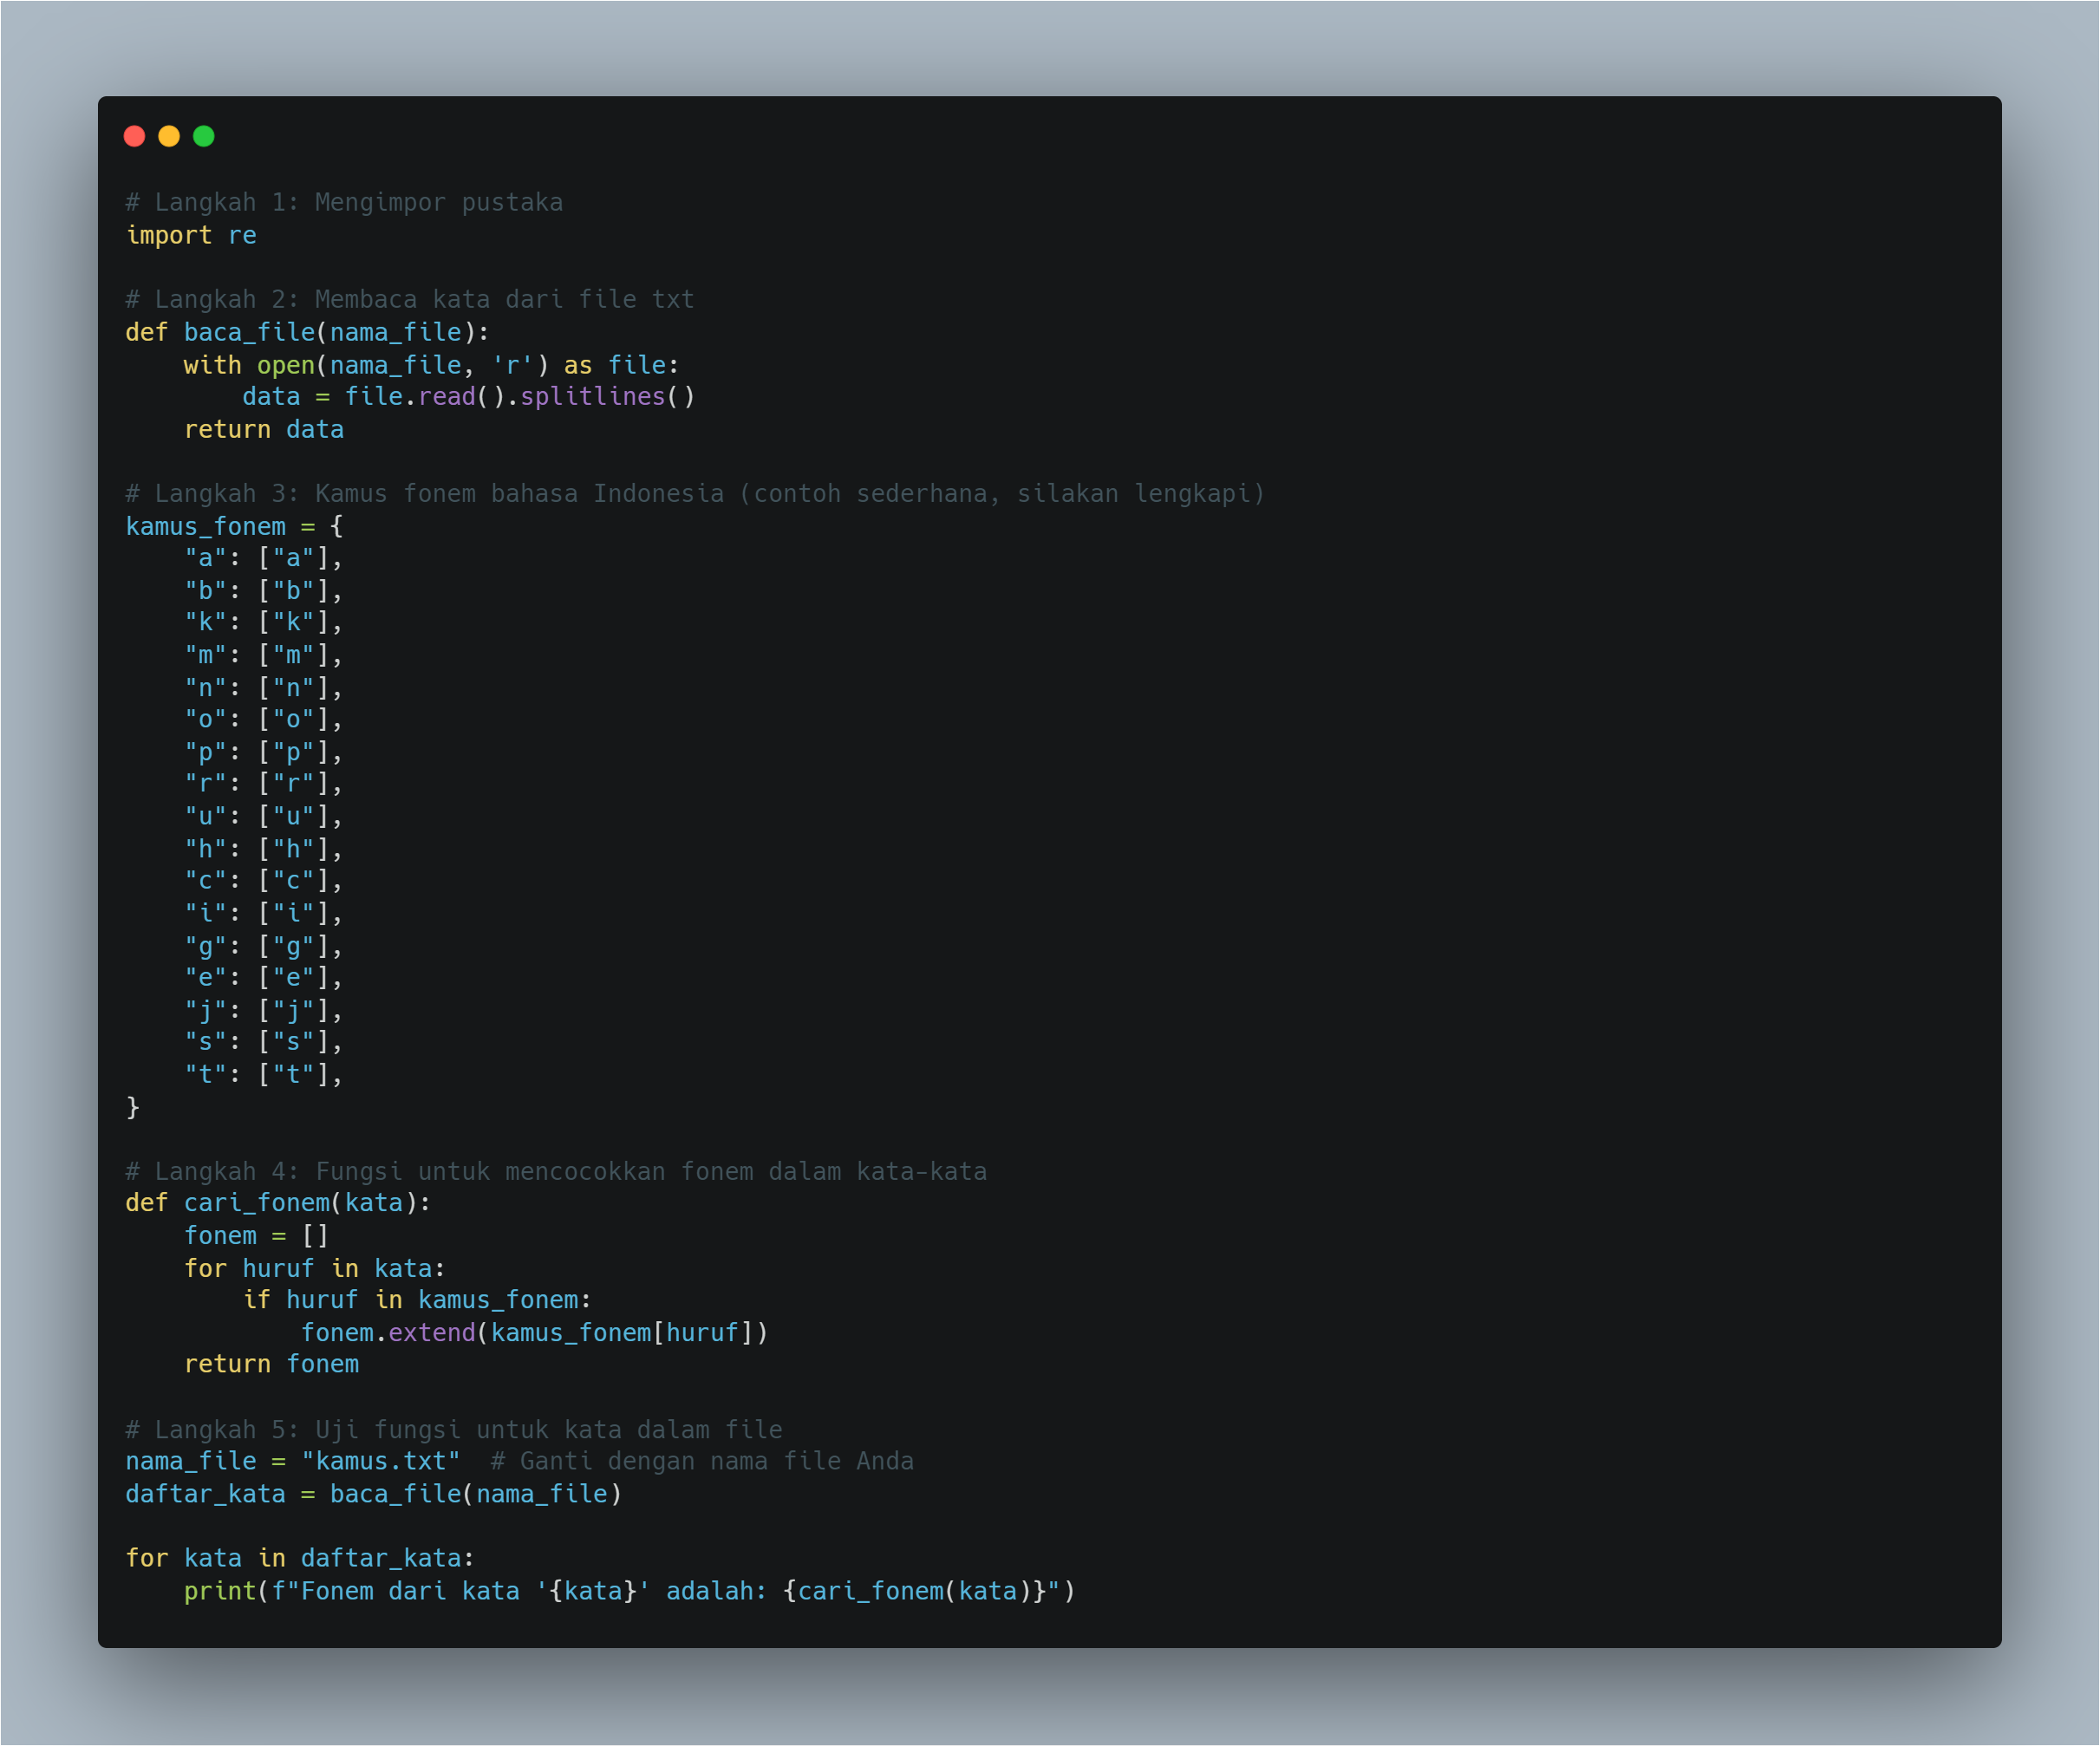 # Langkah 1: Mengimpor pustaka
import re

# Langkah 2: Membaca kata dari file txt
def baca_file(nama_file):
    with open(nama_file, 'r') as file:
        data = file.read().splitlines()
    return data

# Langkah 3: Kamus fonem bahasa Indonesia (contoh sederhana, silakan lengkapi)
kamus_fonem = {
    "a": ["a"],
    "b": ["b"],
    "k": ["k"],
    "m": ["m"],
    "n": ["n"],
    "o": ["o"],
    "p": ["p"],
    "r": ["r"],
    "u": ["u"],
    "h": ["h"],
    "c": ["c"],
    "i": ["i"],
    "g": ["g"],
    "e": ["e"],
    "j": ["j"],
    "s": ["s"],
    "t": ["t"],
}

# Langkah 4: Fungsi untuk mencocokkan fonem dalam kata-kata
def cari_fonem(kata):
    fonem = []
    for huruf in kata:
        if huruf in kamus_fonem:
            fonem.extend(kamus_fonem[huruf])
    return fonem

# Langkah 5: Uji fungsi untuk kata dalam file
nama_file = "kamus.txt"  # Ganti dengan nama file Anda
daftar_kata = baca_file(nama_file)

for kata in daftar_kata:
    print(f"Fonem dari kata '{kata}' adalah: {cari_fonem(kata)}")